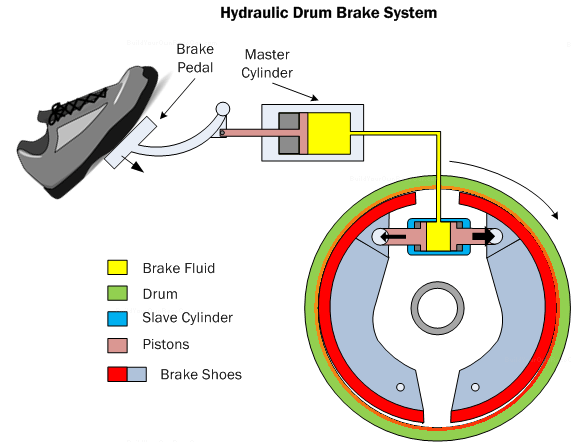 Hydraulic Drum Brake System
Brake
Pedal
Master
Cylinder
Brake Fluid
Drum
Slave Cylinder
Pistons
Brake Shoes